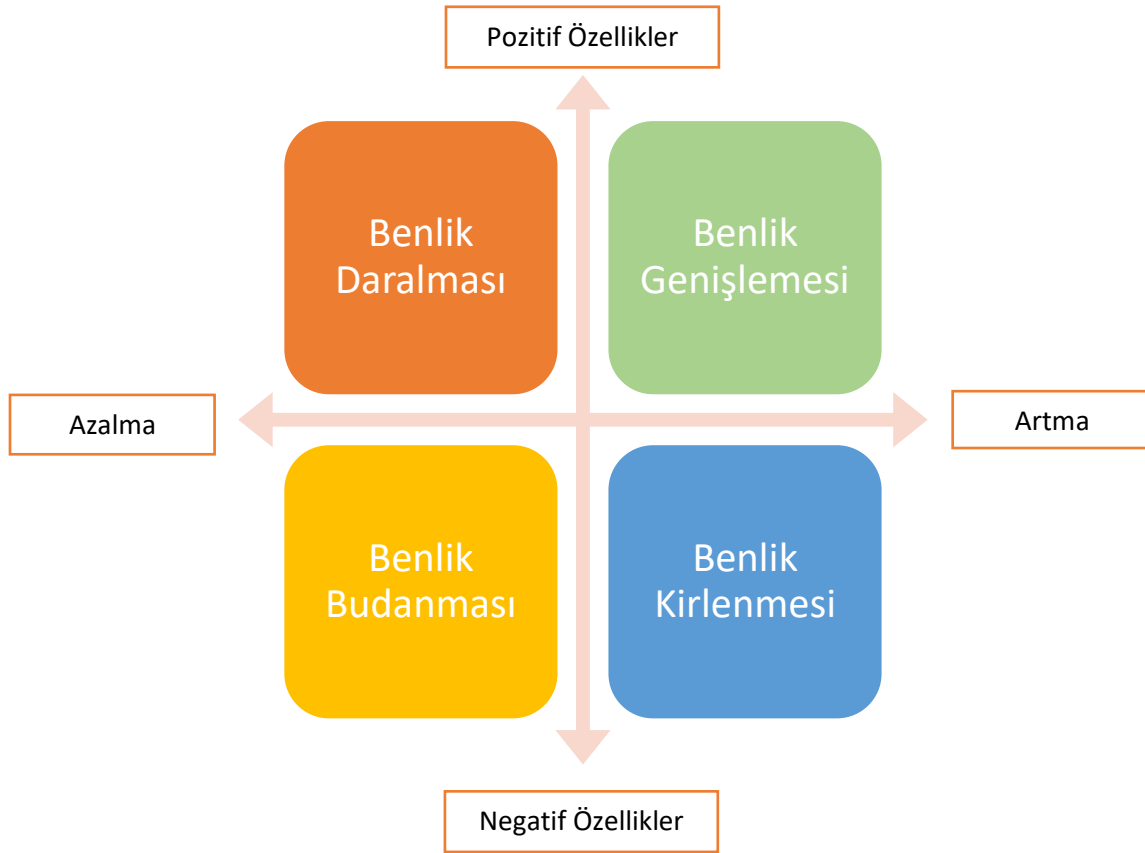 Pozitif Özellikler
Benlik
Daralması
Benlik
Genişlemesi
Azalma
Artma
Benlik
Budanması
Benlik
Kirlenmesi
Negatif Özellikler